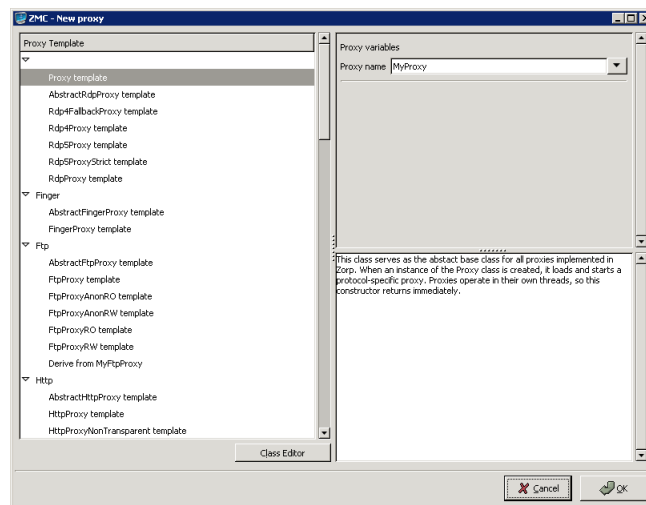 ZMC - New proxy
Proxy Template
Proxy template
AbstractRdpProxy template
Rdp4FallbackProxy template
Rdp4Proxy template
Rdp5Proxy template
Rdp5ProxyStrict template
RdpProxy template
Finger
AbstractFingerProxy template
FingerProxy template
Ftp
AbstractFtpProxy template
FtpProxy template
FtpProxyAnonRO template
FtpProxyAnonRW template
FtpProxyRO template
FtpProxyRW template
Derive from MyFtpProxy
Http
AbstractHttpProxy template
HttpProxy template
HttpProxyNonTransparent template
Class Editor
Proxy variables
Proxy name MyProxy
This class serves as the abstact base class for all proxies implemented in
Zorp. When an instance of the Proxy class is created, it loads and starts a
protocol-specific proxy. Proxies operate in their own threads, so this
constructor returns immediately.
Cancel
OK